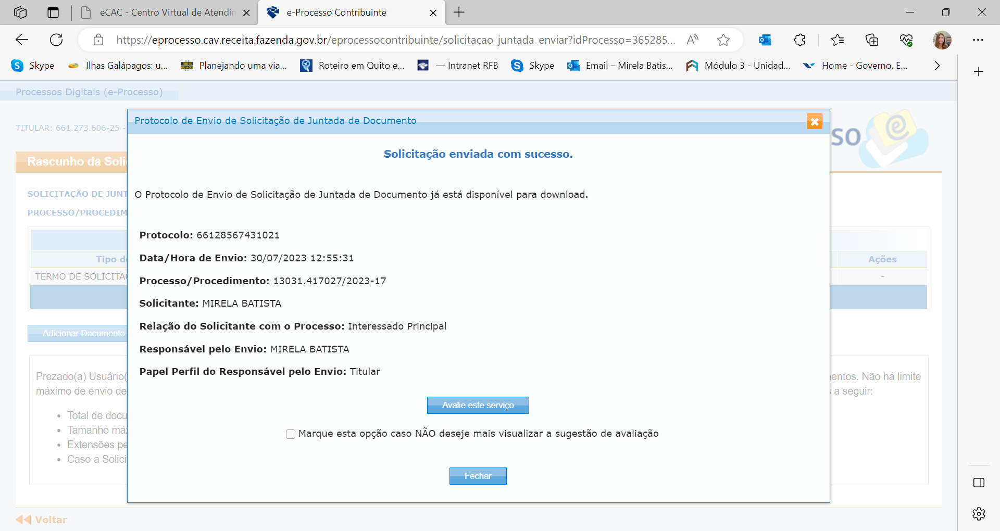 eCAC - Centro Virtual de Atendin
e-Processo Contribuinte
https://eprocesso.cav.receita.fazenda.gov.br/eprocessocontribuinte/solicitacao_juntada_enviar?idProcesso=365285...
Skype
Ilhas Galápagos: u...
Planejando uma via...
Roteiro em Quito e...
— Intranet RFB
Skype
Email – Mirela Batis...
Módulo 3 - Unidad...
Home - Governo, E...
Processos Digitais (e-Processo)
TITULAR: 661.273.606-25 -
so
Rascunho da Soli
SOLICITAÇÃO DE JUNT
PROCESSO/PROCEDIM
Tipo de
Ações
TERMO DE SOLICITAÇ
-
Adicionar Documento
Prezado(a) Usuário(
entos. Não há limite
máximo de envio de
s a seguir:
• Total de docu
• Tamanho máx
• Extensões pe
• Caso a Solici
Voltar
Protocolo de Envio de Solicitação de Juntada de Documento
Solicitação enviada com sucesso.
O Protocolo de Envio de Solicitação de Juntada de Documento já está disponível para download.
Protocolo: 66128567431021
Data/Hora de Envio: 30/07/2023 12:55:31
Processo/Procedimento: 13031.417027/2023-17
Solicitante: MIRELA BATISTA
Relação do Solicitante com o Processo: Interessado Principal
Responsável pelo Envio: MIRELA BATISTA
Papel Perfil do Responsável pelo Envio: Titular
Avalie este serviço
Marque esta opção caso NÃO deseje mais visualizar a sugestão de avaliação
Fechar